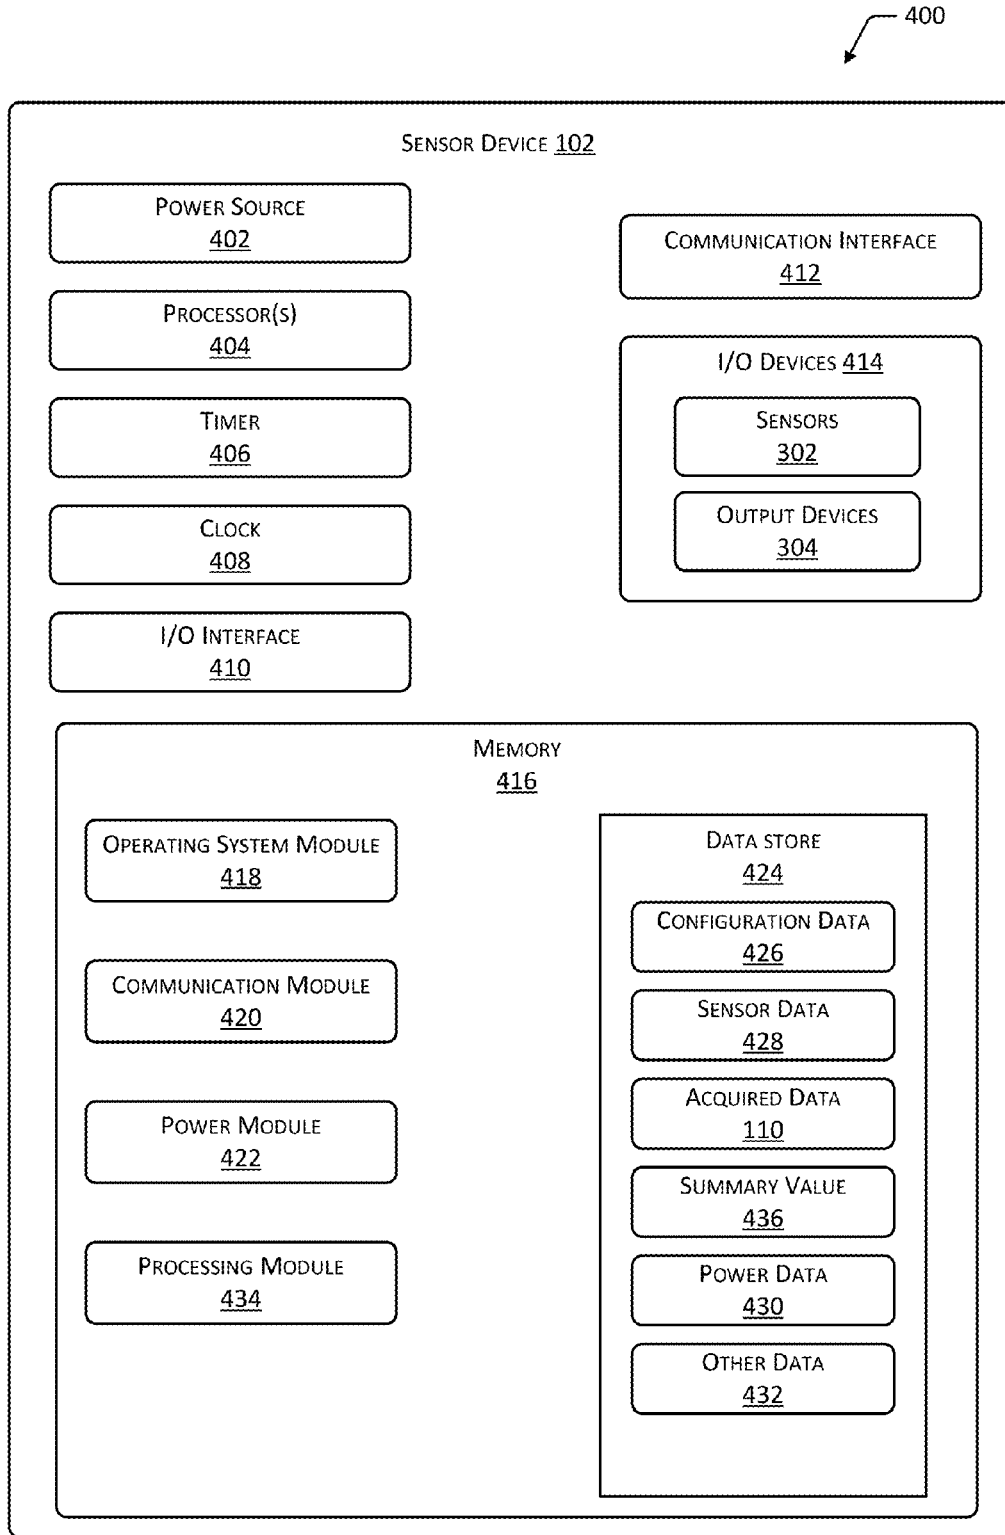 400
Sensor Device 102
Power Source
402
Processor(s)
404
Timer
406
Clock
408
I/O Interface
410
Communication Interface
412
I/O Devices 414
Sensors
302
Output Devices
304
Memory
416
Operating System Module
418
Communication Module
420
Power Module
422
Processing Module
434
Data store
424
Configuration Data
426
Sensor Data
428
Acquired Data
110
Summary Value
436
Power Data
430
Other Data
432